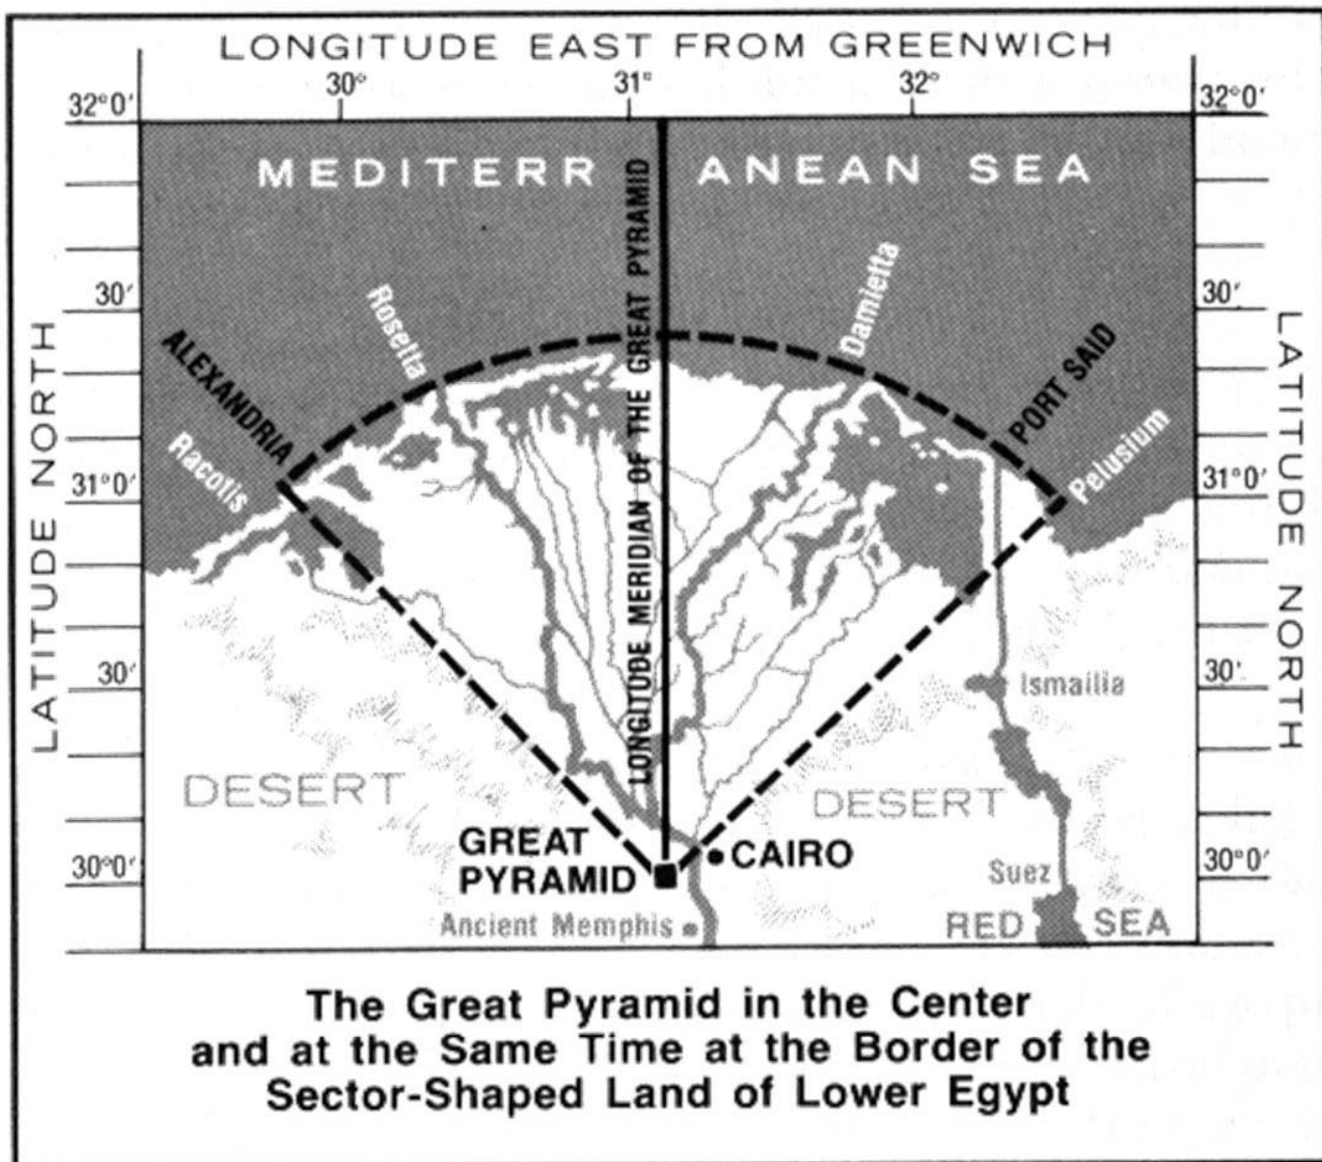 LONGITUDE EAST FROM GREENWICH
30° 31° 32°
32°0' 32°0'
MEDITERR ANEAN SEA
LONGITUDE MERIDIAN OF THE GREAT PYRAMID
30' 30'
Rosetta
Damietta
ALEXANDRIA
PORT SAID
Racotis
Pelusium
LATITUDE NORTH
LATITUDE NORTH
31°0' 31°0'
30' 30'
Ismailia
DESERT
DESERT
GREAT
PYRAMID
CAIRO
30°0' 30°0'
Suez
Ancient Memphis
RED SEA
The Great Pyramid in the Center
and at the Same Time at the Border of the
Sector-Shaped Land of Lower Egypt